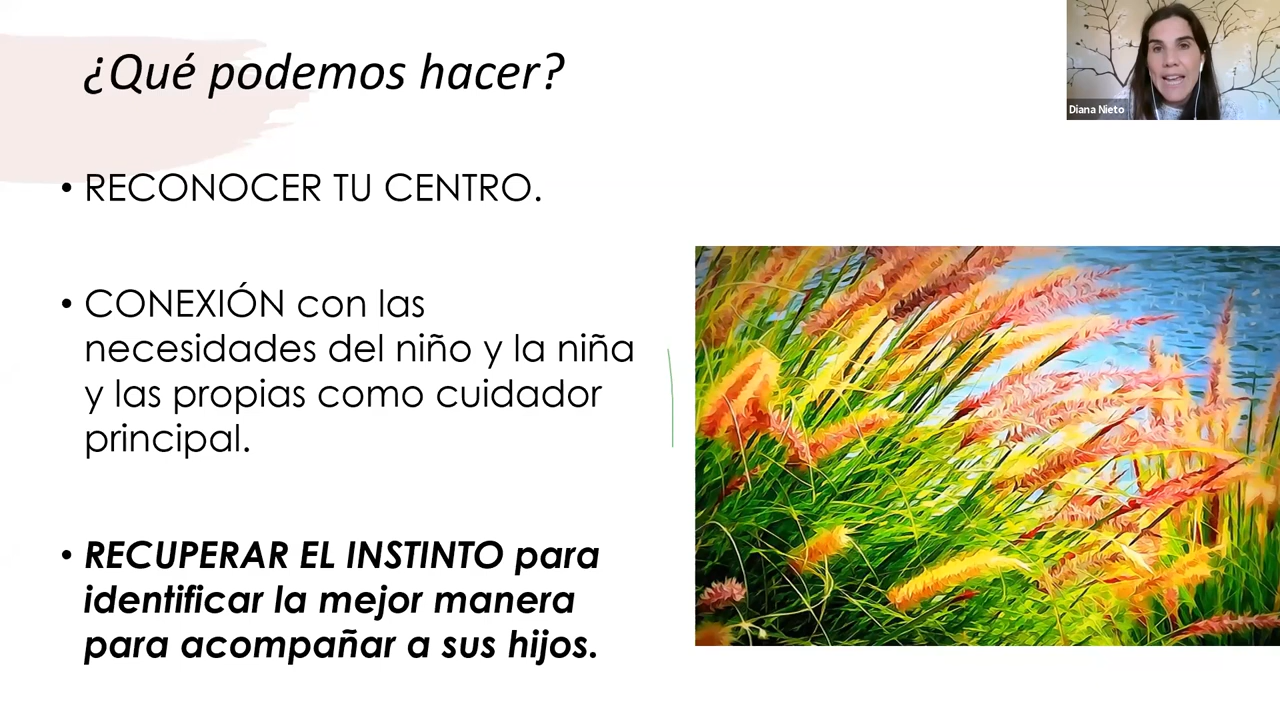 ¿Qué podemos hacer?
Diana Nieto
• RECONOCER TU CENTRO.
• CONEXIÓN con las
necesidades del niño y la niña
y las propias como cuidador
principal.
• RECUPERAR EL INSTINTO para
identificar la mejor manera
para acompañar a sus hijos.